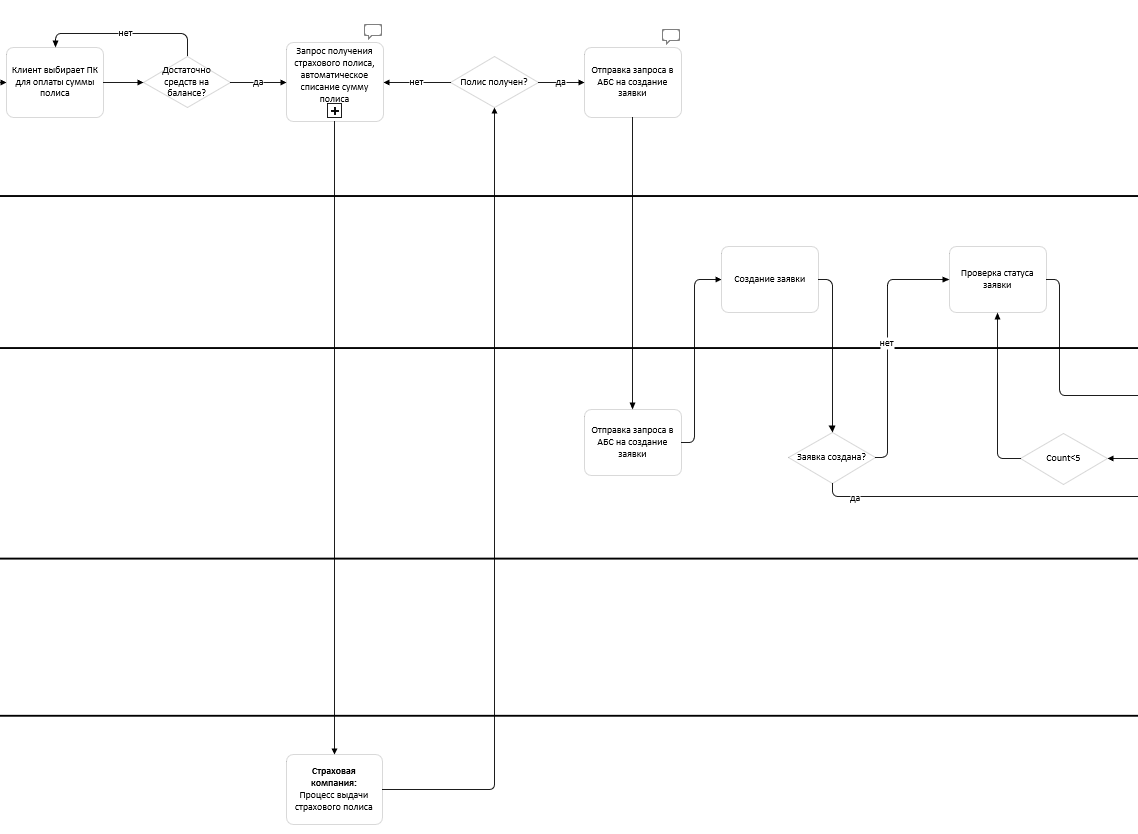 нет
Клиент выбирает ПК
для оплаты суммы
полиса
Достаточно
средств на
балансе?
да
Запрос получения
страхового полиса,
автоматическое
списание сумму
полиса
нет
Полис получен?
да
Отправка запроса в
АБС на создание
заявки
Создание заявки
Проверка статуса
заявки
нет
Отправка запроса в
АБС на создание
заявки
Заявка создана?
Count<5
да
Страховая
компания:
Процесс выдачи
страхового полиса